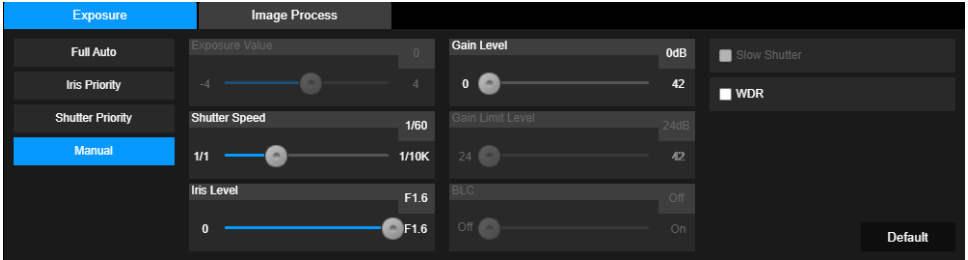 Exposure
Image Process
Full Auto
Iris Priority
Shutter Priority
Manual
Exposure Value
0
-4
4
Shutter Speed
1/60
1/1
1/10K
Iris Level
F1.6
0
F1.6
Gain Level
0dB
0
42
Gain Limit Level
24dB
24
42
BLC
Off
Off
On
Slow Shutter
WDR
Default